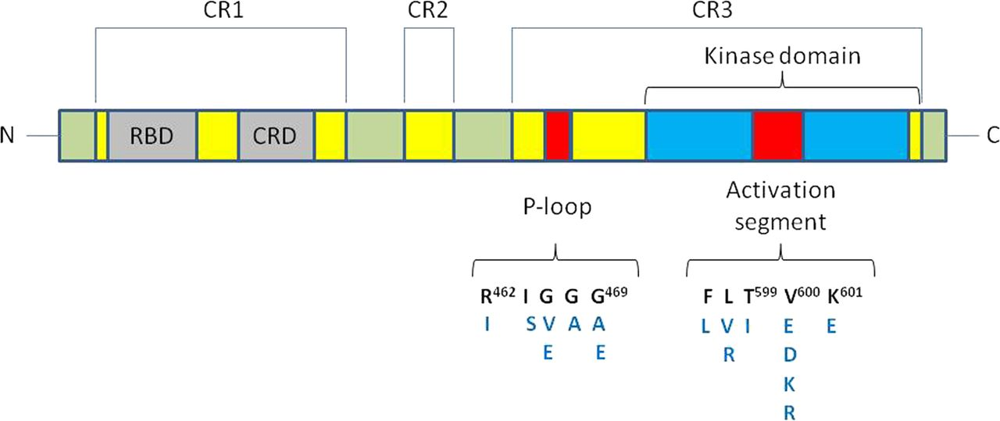 CR1 CR2 CR3
Kinase domain
N RBD CRD C
P-loop
Activation
segment
R462 I G G G469
I S V A A
E E
F L T599 V600 K601
L V I E E
R D
K
R